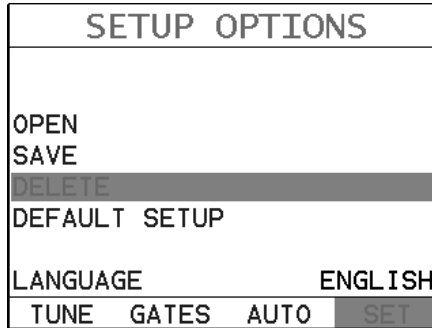 SETUP OPTIONS
OPEN
SAVE
DELETE
DEFAULT SETUP
LANGUAGE ENGLISH
TUNE GATES AUTO SET